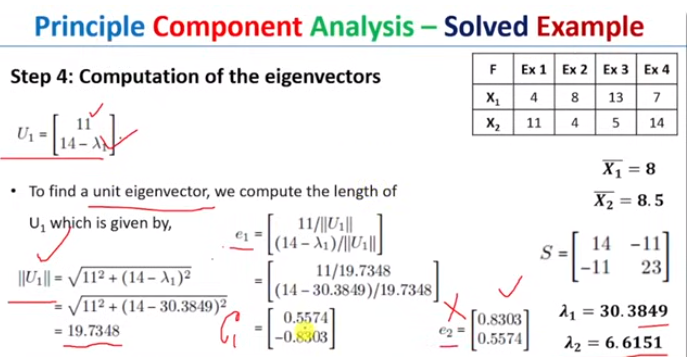 Principle Component Analysis – Solved Example
Step 4: Computation of the eigenvectors
F Ex 1 Ex 2 Ex 3 Ex 4
X₁ 4 8 13 7
X₂ 11 4 5 14
U₁ = [11
14 − λ₁]
• To find a unit eigenvector, we compute the length of
U₁ which is given by,
||U₁|| = √(11² + (14 − λ₁)²)
= √(11² + (14 − 30.3849)²)
= 19.7348
e₁ = [11/||U₁||
(14 − λ₁)/||U₁||]
= [11/19.7348
(14 − 30.3849)/19.7348]
= [0.5574
−0.8303]
e₂ = [0.8303
0.5574]
X̅₁ = 8
X̅₂ = 8.5
S = [14 −11
−11 23]
λ₁ = 30.3849
λ₂ = 6.6151